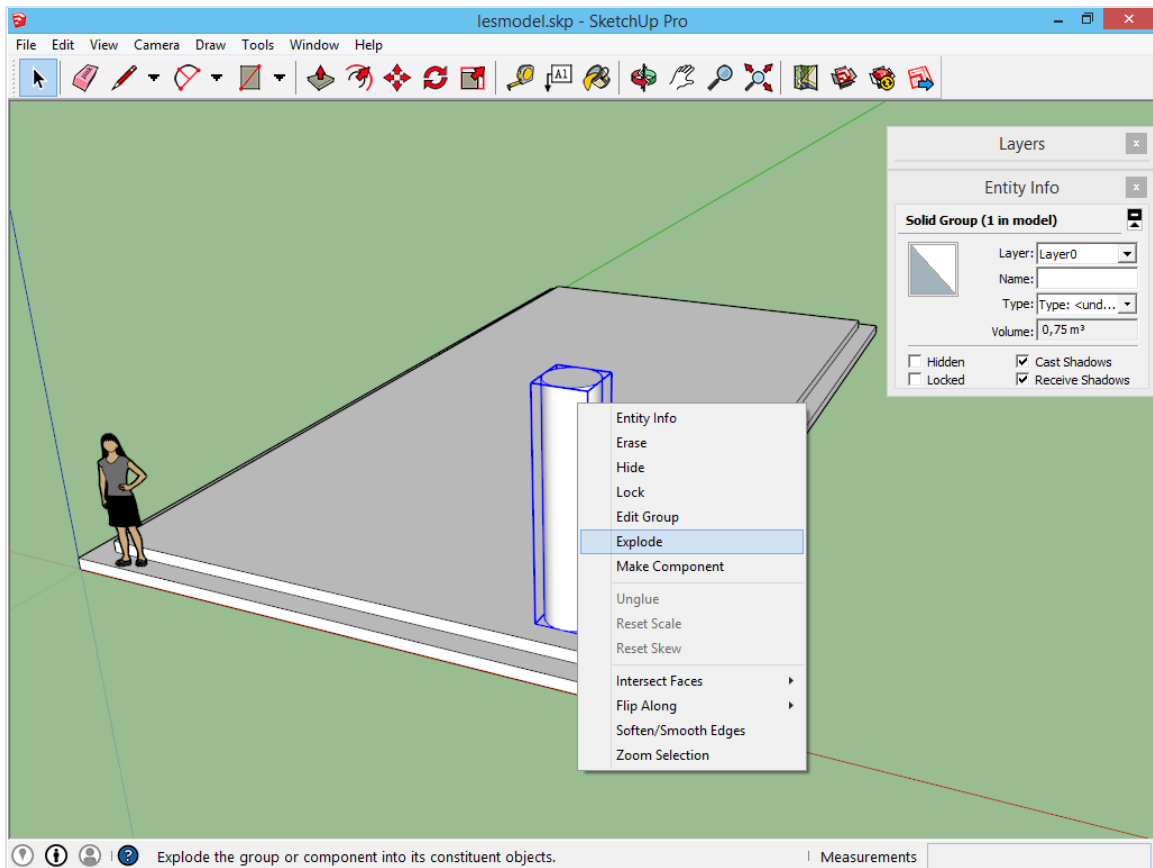 lesmodel.skp - SketchUp Pro
File Edit View Camera Draw Tools Window Help
A1
Layers
Entity Info
Solid Group (1 in model)
Layer: Layer0
Name:
Type: Type: <und...
Volume: 0,75 m³
Hidden Cast Shadows
Locked Receive Shadows
Entity Info
Erase
Hide
Lock
Edit Group
Explode
Make Component
Unglue
Reset Scale
Reset Skew
Intersect Faces
Flip Along
Soften/Smooth Edges
Zoom Selection
Explode the group or component into its constituent objects. Measurements